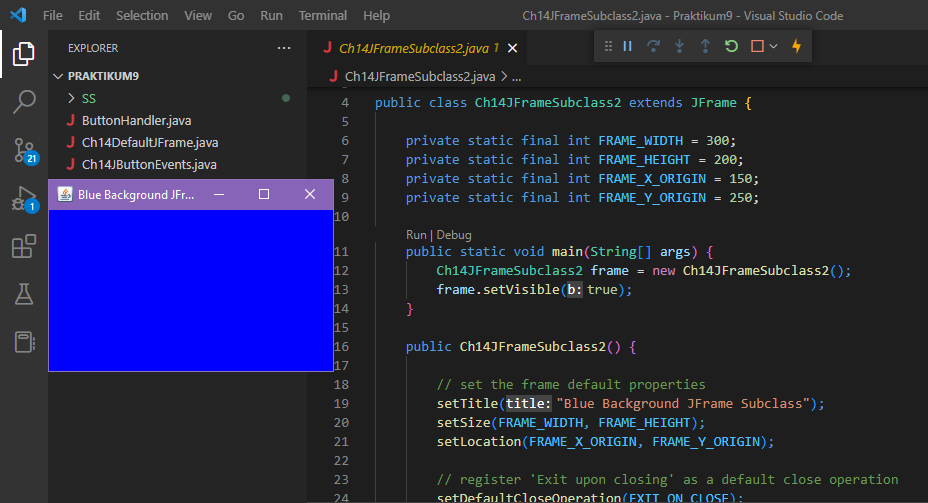 File Edit Selection View Go Run Terminal Help Ch14JFrameSubclass2.java - Praktikum9 - Visual Studio Code
EXPLORER ...
PRAKTIKUM9
SS
J ButtonHandler.java
J Ch14DefaultJFrame.java
J Ch14JButtonEvents.java
21
1
Blue Background JFr...
J Ch14JFrameSubclass2.java 1
J Ch14JFrameSubclass2.java > ...
4 public class Ch14JFrameSubclass2 extends JFrame {
5
6 private static final int FRAME_WIDTH = 300;
7 private static final int FRAME_HEIGHT = 200;
8 private static final int FRAME_X_ORIGIN = 150;
9 private static final int FRAME_Y_ORIGIN = 250;
10
Run | Debug
11 public static void main(String[] args) {
12 Ch14JFrameSubclass2 frame = new Ch14JFrameSubclass2();
13 frame.setVisible(b: true);
14 }
15
16 public Ch14JFrameSubclass2() {
17
18 // set the frame default properties
19 setTitle(title: "Blue Background JFrame Subclass");
20 setSize(FRAME_WIDTH, FRAME_HEIGHT);
21 setLocation(FRAME_X_ORIGIN, FRAME_Y_ORIGIN);
22
23 // register 'Exit upon closing' as a default close operation
24 setDefaultCloseOperation(EXIT_ON_CLOSE);